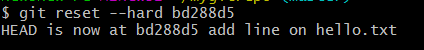 $ git reset --hard bd288d5
HEAD is now at bd288d5 add line on hello.txt